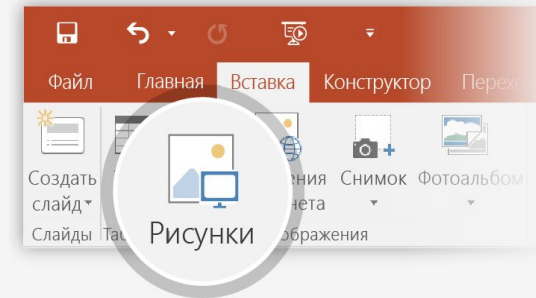 Файл Главная Вставка Конструктор
Создать Снимок Фотоальбом
слайд
Рисунки
Слайды